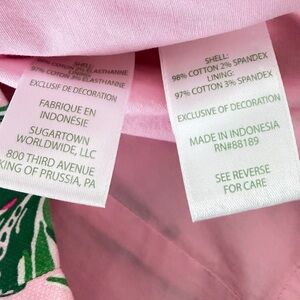 97% COTON 3% ELASTHANNE
EXCLUSIF DE DÉCORATION
FABRIQUE EN
INDONÉSIE
SUGARTOWN
WORLDWIDE, LLC
800 THIRD AVENUE
KING OF PRUSSIA, PA
SHELL:
98% COTTON 2% SPANDEX
LINING:
97% COTTON 3% SPANDEX
EXCLUSIVE OF DECORATION
MADE IN INDONESIA
RN#88189
SEE REVERSE
FOR CARE